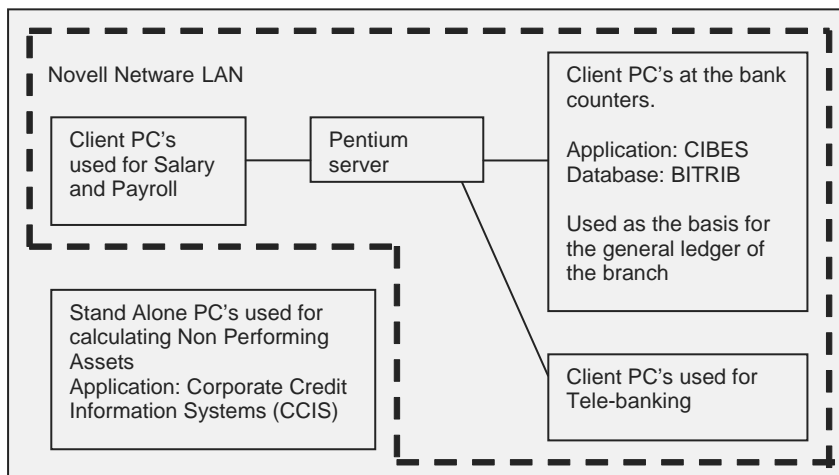 Novell Netware LAN
Client PC's
used for Salary
and Payroll
Pentium
server
Client PC's at the bank
counters.
Application: CIBES
Database: BITRIB
Used as the basis for
the general ledger of
the branch
Stand Alone PC's used for
calculating Non Performing
Assets
Application: Corporate Credit
Information Systems (CCIS)
Client PC's used for
Tele-banking